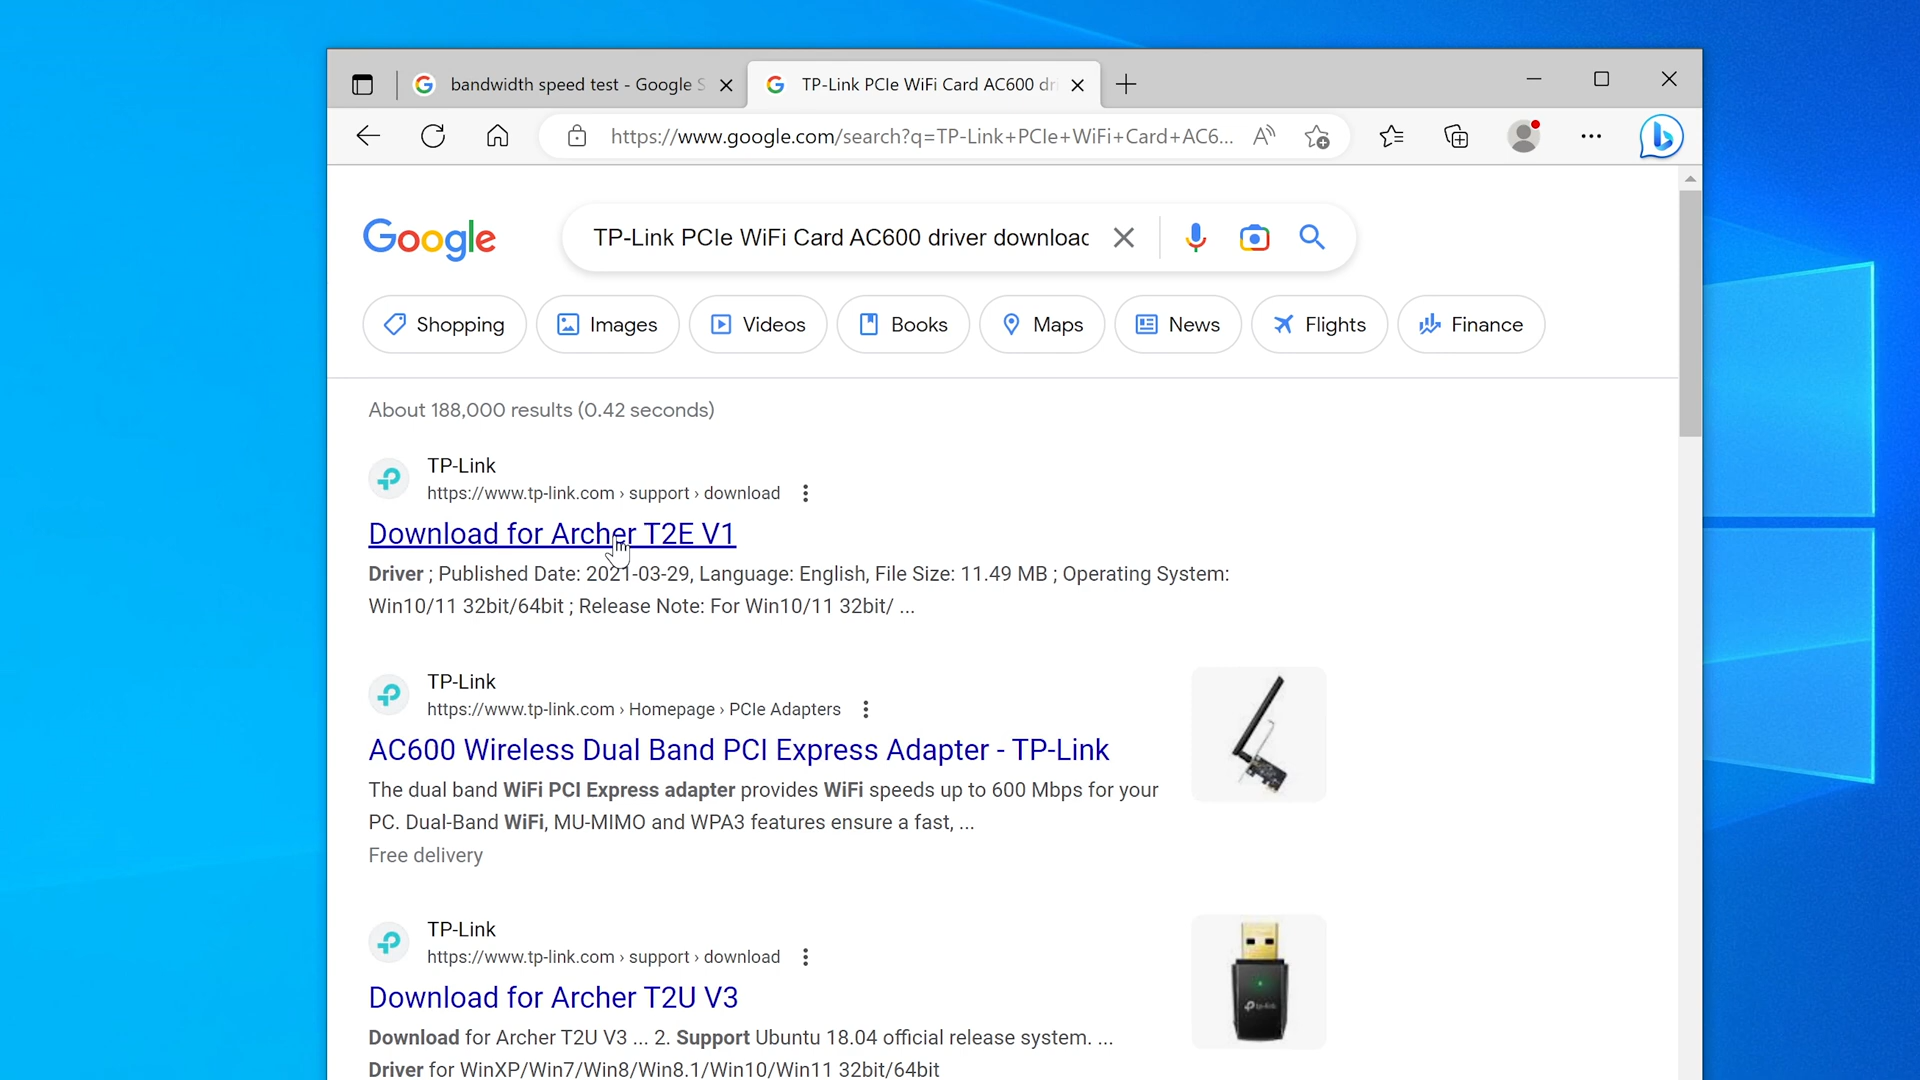 bandwidth speed test - Google S
TP-Link PCIe WiFi Card AC600 dri
https://www.google.com/search?q=TP-Link+PCIe+WiFi+Card+AC6...
Google
TP-Link PCIe WiFi Card AC600 driver download
Shopping Images Videos Books Maps News Flights Finance
About 188,000 results (0.42 seconds)
TP-Link
https://www.tp-link.com › support › download
Download for Archer T2E V1
Driver ; Published Date: 2021-03-29, Language: English, File Size: 11.49 MB ; Operating System:
Win10/11 32bit/64bit ; Release Note: For Win10/11 32bit/ ...
TP-Link
https://www.tp-link.com › Homepage › PCIe Adapters
AC600 Wireless Dual Band PCI Express Adapter - TP-Link
The dual band WiFi PCI Express adapter provides WiFi speeds up to 600 Mbps for your
PC. Dual-Band WiFi, MU-MIMO and WPA3 features ensure a fast, ...
Free delivery
TP-Link
https://www.tp-link.com › support › download
Download for Archer T2U V3
Download for Archer T2U V3 ... 2. Support Ubuntu 18.04 official release system. ...
Driver for WinXP/Win7/Win8/Win8.1/Win10/Win11 32bit/64bit
tp-link